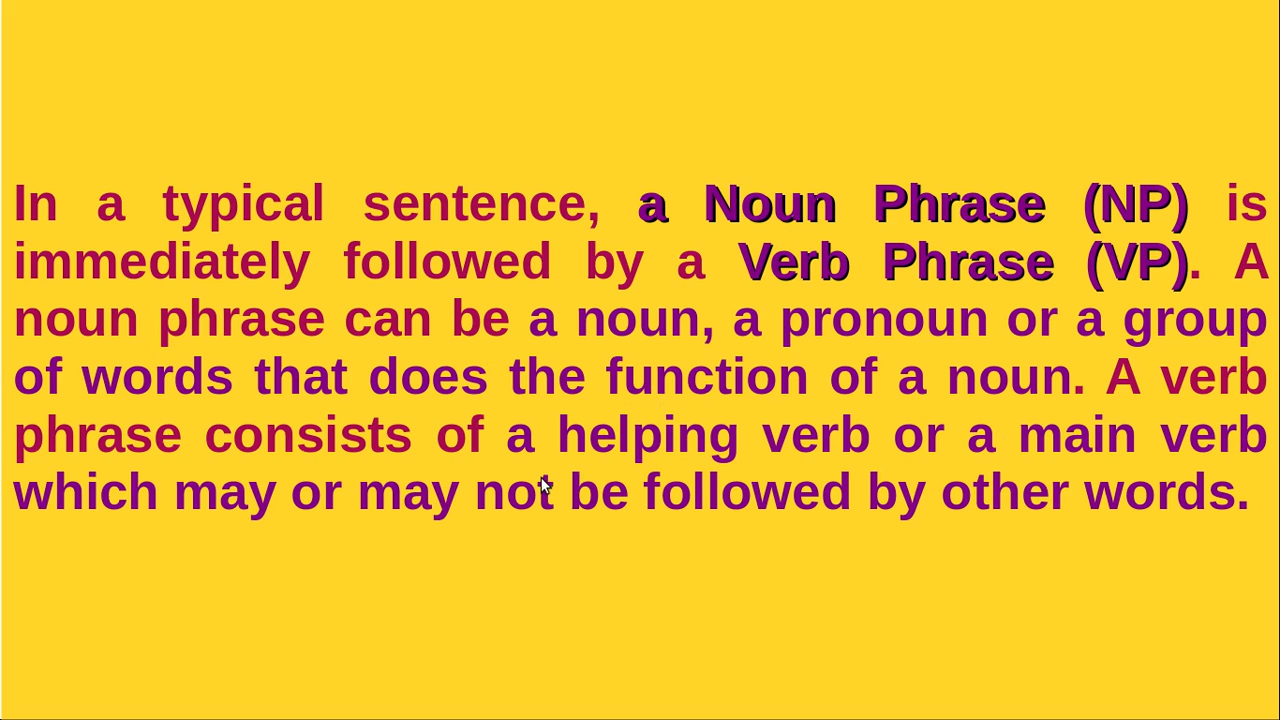 In a typical sentence, a Noun Phrase (NP) is
immediately followed by a Verb Phrase (VP). A
noun phrase can be a noun, a pronoun or a group
of words that does the function of a noun. A verb
phrase consists of a helping verb or a main verb
which may or may not be followed by other words.